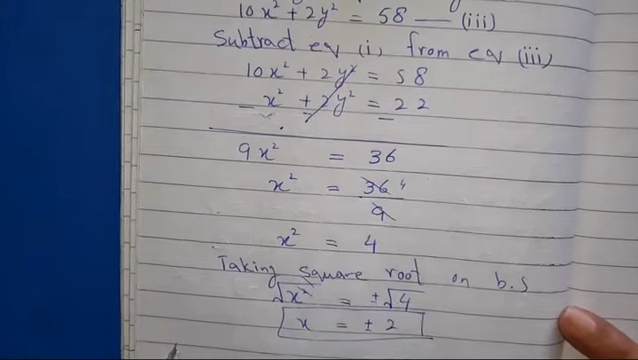 10x² + 2y² = 58 — (iii)
Subtract eq (i) from eq (iii)
10x² + 2y² = 58
- x² + 2y² = 22
- -
9x² = 36
x² = 36 4
9
x² = 4
Taking square root on b.s
√x² = ±√4
x = ± 2